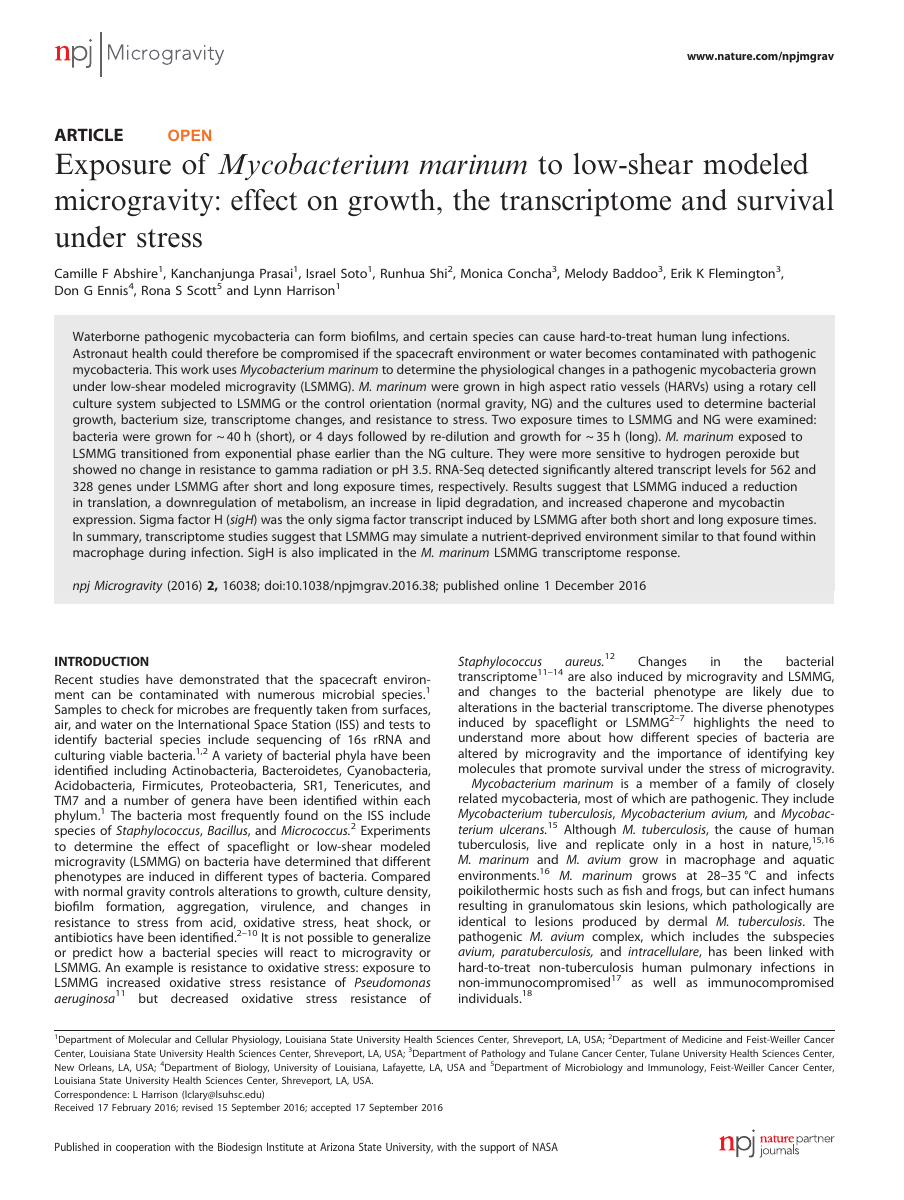 npj Microgravity
www.nature.com/npjmgrav
ARTICLE OPEN
Exposure of Mycobacterium marinum to low-shear modeled
microgravity: effect on growth, the transcriptome and survival
under stress
Camille F Abshire1, Kanchanjunga Prasai1, Israel Soto1, Runhua Shi2, Monica Concha3, Melody Baddoo3, Erik K Flemington3,
Don G Ennis4, Rona S Scott5 and Lynn Harrison1
Waterborne pathogenic mycobacteria can form biofilms, and certain species can cause hard-to-treat human lung infections.
Astronaut health could therefore be compromised if the spacecraft environment or water becomes contaminated with pathogenic
mycobacteria. This work uses Mycobacterium marinum to determine the physiological changes in a pathogenic mycobacteria grown
under low-shear modeled microgravity (LSMMG). M. marinum were grown in high aspect ratio vessels (HARVs) using a rotary cell
culture system subjected to LSMMG or the control orientation (normal gravity, NG) and the cultures used to determine bacterial
growth, bacterium size, transcriptome changes, and resistance to stress. Two exposure times to LSMMG and NG were examined:
bacteria were grown for ~ 40 h (short), or 4 days followed by re-dilution and growth for ~ 35 h (long). M. marinum exposed to
LSMMG transitioned from exponential phase earlier than the NG culture. They were more sensitive to hydrogen peroxide but
showed no change in resistance to gamma radiation or pH 3.5. RNA-Seq detected significantly altered transcript levels for 562 and
328 genes under LSMMG after short and long exposure times, respectively. Results suggest that LSMMG induced a reduction
in translation, a downregulation of metabolism, an increase in lipid degradation, and increased chaperone and mycobactin
expression. Sigma factor H (sigH) was the only sigma factor transcript induced by LSMMG after both short and long exposure times.
In summary, transcriptome studies suggest that LSMMG may simulate a nutrient-deprived environment similar to that found within
macrophage during infection. SigH is also implicated in the M. marinum LSMMG transcriptome response.
npj Microgravity (2016) 2, 16038; doi:10.1038/npjmgrav.2016.38; published online 1 December 2016
INTRODUCTION
Recent studies have demonstrated that the spacecraft environ-
ment can be contaminated with numerous microbial species.1
Samples to check for microbes are frequently taken from surfaces,
air, and water on the International Space Station (ISS) and tests to
identify bacterial species include sequencing of 16s rRNA and
culturing viable bacteria.1,2 A variety of bacterial phyla have been
identified including Actinobacteria, Bacteroidetes, Cyanobacteria,
Acidobacteria, Firmicutes, Proteobacteria, SR1, Tenericutes, and
TM7 and a number of genera have been identified within each
phylum.1 The bacteria most frequently found on the ISS include
species of Staphylococcus, Bacillus, and Micrococcus.2 Experiments
to determine the effect of spaceflight or low-shear modeled
microgravity (LSMMG) on bacteria have determined that different
phenotypes are induced in different types of bacteria. Compared
with normal gravity controls alterations to growth, culture density,
biofilm formation, aggregation, virulence, and changes in
resistance to stress from acid, oxidative stress, heat shock, or
antibiotics have been identified.2–10 It is not possible to generalize
or predict how a bacterial species will react to microgravity or
LSMMG. An example is resistance to oxidative stress: exposure to
LSMMG increased oxidative stress resistance of Pseudomonas
aeruginosa11 but decreased oxidative stress resistance of
Staphylococcus aureus.12 Changes in the bacterial
transcriptome11–14 are also induced by microgravity and LSMMG,
and changes to the bacterial phenotype are likely due to
alterations in the bacterial transcriptome. The diverse phenotypes
induced by spaceflight or LSMMG2–7 highlights the need to
understand more about how different species of bacteria are
altered by microgravity and the importance of identifying key
molecules that promote survival under the stress of microgravity.
Mycobacterium marinum is a member of a family of closely
related mycobacteria, most of which are pathogenic. They include
Mycobacterium tuberculosis, Mycobacterium avium, and Mycobac-
terium ulcerans.15 Although M. tuberculosis, the cause of human
tuberculosis, live and replicate only in a host in nature,15,16
M. marinum and M. avium grow in macrophage and aquatic
environments.16 M. marinum grows at 28–35 °C and infects
poikilothermic hosts such as fish and frogs, but can infect humans
resulting in granulomatous skin lesions, which pathologically are
identical to lesions produced by dermal M. tuberculosis. The
pathogenic M. avium complex, which includes the subspecies
avium, paratuberculosis, and intracellulare, has been linked with
hard-to-treat non-tuberculosis human pulmonary infections in
non-immunocompromised17 as well as immunocompromised
individuals.18
1Department of Molecular and Cellular Physiology, Louisiana State University Health Sciences Center, Shreveport, LA, USA; 2Department of Medicine and Feist-Weiller Cancer
Center, Louisiana State University Health Sciences Center, Shreveport, LA, USA; 3Department of Pathology and Tulane Cancer Center, Tulane University Health Sciences Center,
New Orleans, LA, USA; 4Department of Biology, University of Louisiana, Lafayette, LA, USA and 5Department of Microbiology and Immunology, Feist-Weiller Cancer Center,
Louisiana State University Health Sciences Center, Shreveport, LA, USA.
Correspondence: L Harrison (lclary@lsuhsc.edu)
Received 17 February 2016; revised 15 September 2016; accepted 17 September 2016
Published in cooperation with the Biodesign Institute at Arizona State University, with the support of NASA
npj nature partner
journals